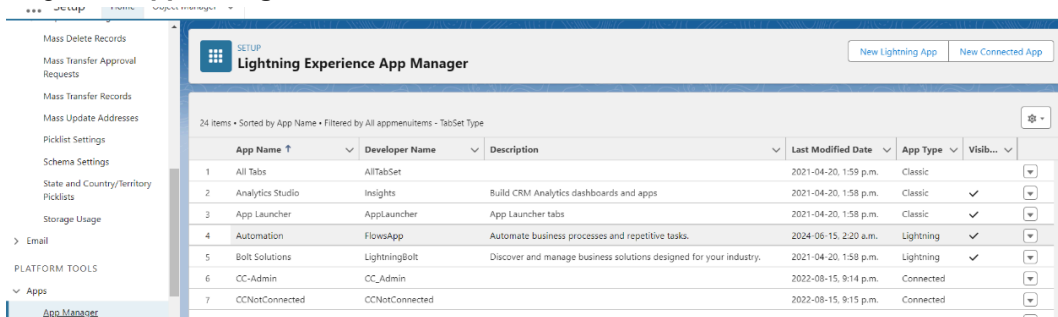 Setup Home Object Manager
Mass Delete Records
Mass Transfer Approval
Requests
Mass Transfer Records
Mass Update Addresses
Picklist Settings
Schema Settings
State and Country/Territory
Picklists
Storage Usage
Email
PLATFORM TOOLS
Apps
App Manager
SETUP
Lightning Experience App Manager
New Lightning App New Connected App
24 items • Sorted by App Name • Filtered by All appmenuitems - TabSet Type
App Name ↑ Developer Name Description Last Modified Date App Type Visib...
1 All Tabs AllTabSet 2021-04-20, 1:59 p.m. Classic
2 Analytics Studio Insights Build CRM Analytics dashboards and apps 2021-04-20, 1:58 p.m. Classic
3 App Launcher AppLauncher App Launcher tabs 2021-04-20, 1:58 p.m. Classic
4 Automation FlowsApp Automate business processes and repetitive tasks. 2024-06-15, 2:20 a.m. Lightning
5 Bolt Solutions LightningBolt Discover and manage business solutions designed for your industry. 2021-04-20, 1:58 p.m. Lightning
6 CC-Admin CC_Admin 2022-08-15, 9:14 p.m. Connected
7 CCNotConnected CCNotConnected 2022-08-15, 9:15 p.m. Connected